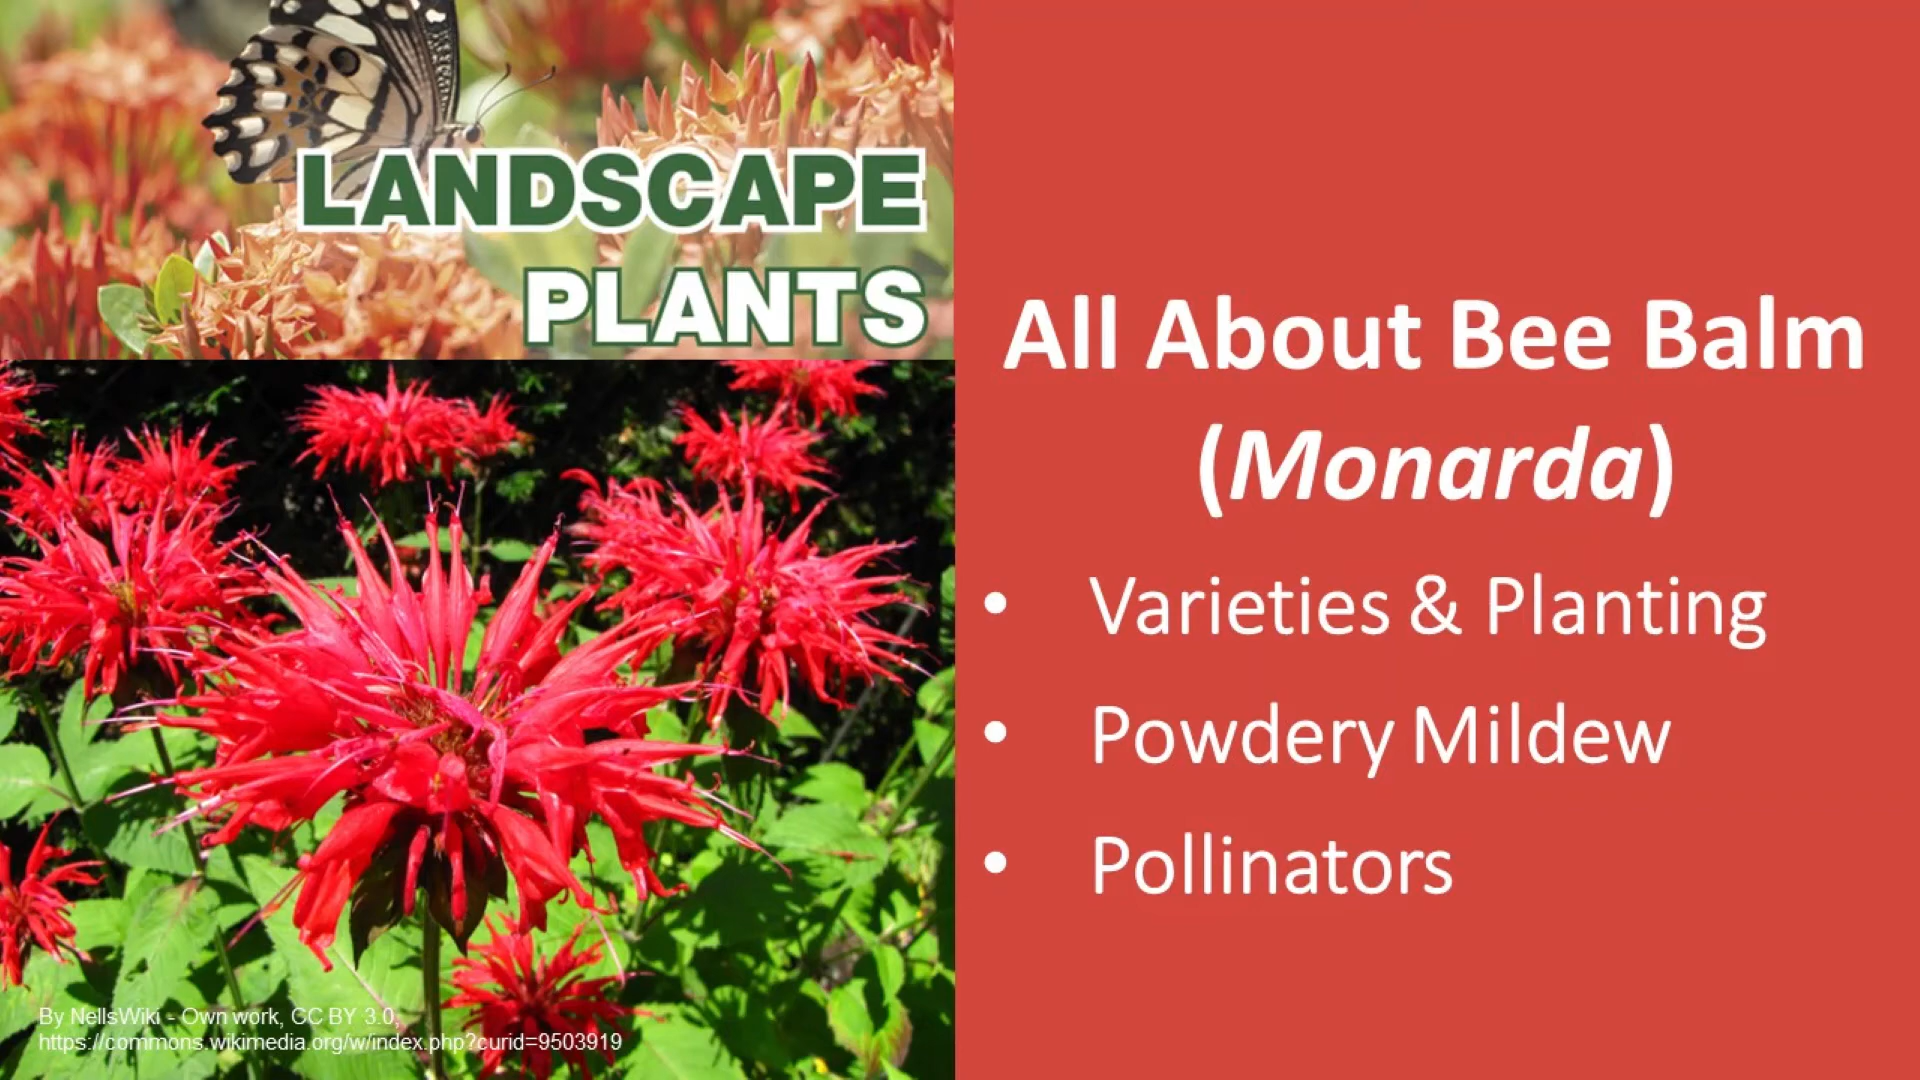 LANDSCAPE
PLANTS
All About Bee Balm
(Monarda)
• Varieties & Planting
• Powdery Mildew
• Pollinators
By NellsWiki - Own work, CC BY 3.0,
https://commons.wikimedia.org/w/index.php?curid=9503919